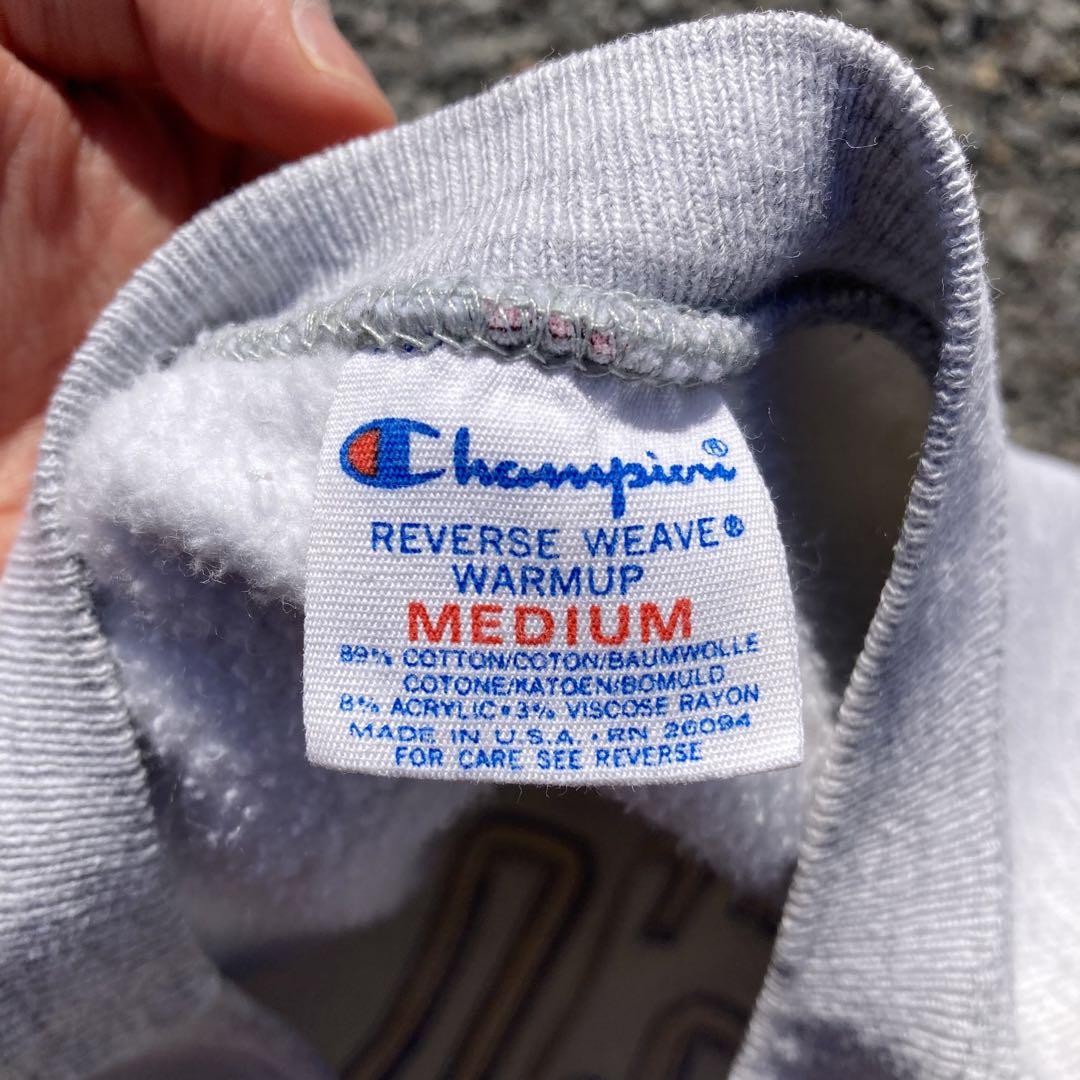 Champion®
REVERSE WEAVE®
WARMUP
MEDIUM
89% COTTON/COTON/BAUMWOLLE
COTONE/KATOEN/BOMULD
8% ACRYLIC•3% VISCOSE RAYON
MADE IN U.S.A. • RN 26094
FOR CARE SEE REVERSE